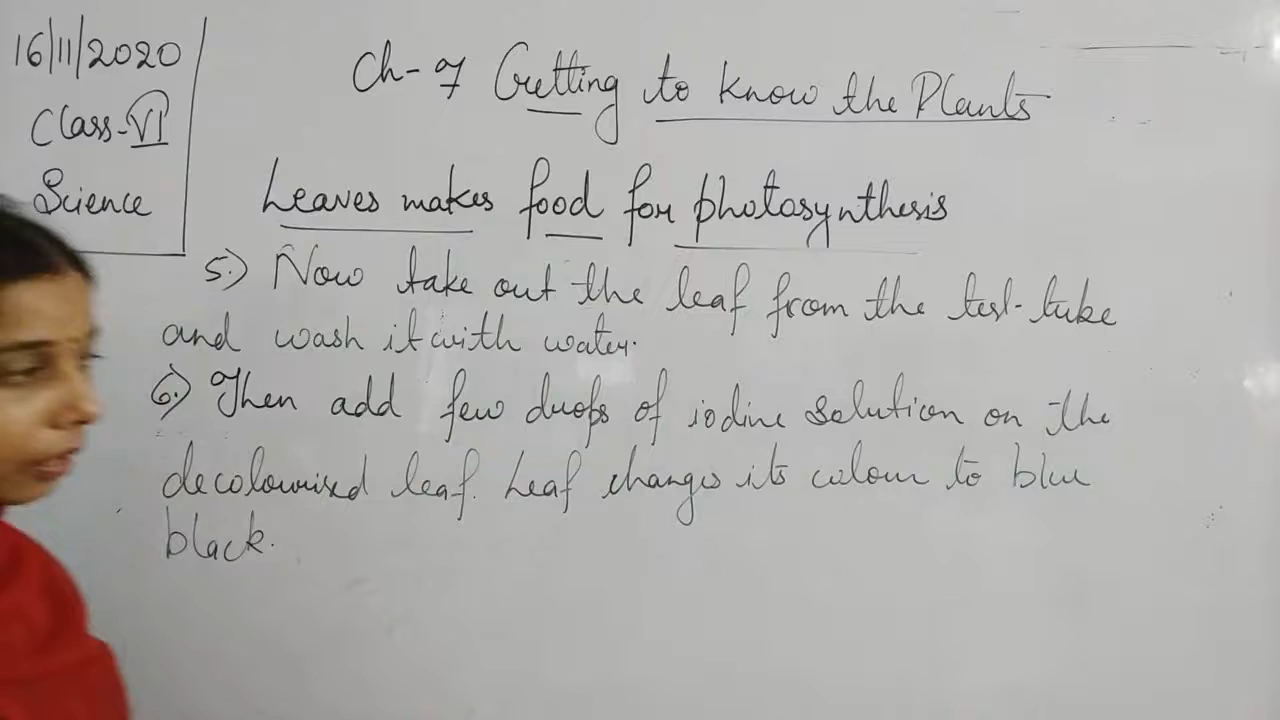 16/11/2020
Class-VI
Science
Ch-7 Getting to know the Plants
Leaves makes food for photosynthesis
5.) Now take out the leaf from the test-tube
and wash it with water.
6.) Then add few drops of iodine solution on the
decolourised leaf. Leaf changes its colour to blue
black.